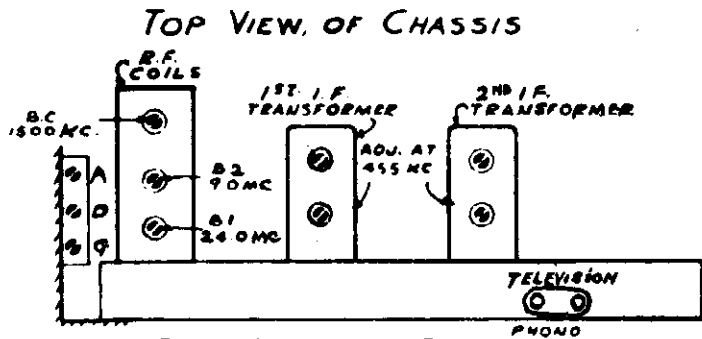 TOP VIEW, OF CHASSIS
R.F.
COILS
1ST. I.F.
TRANSFORMER
2ND I.F.
TRANSFORMER
B.C
1500 KC.
ADJ. AT
455 KC
A
D
G
B2
9.0 MC
B1
24.0 MC
TELEVISION
PHONO